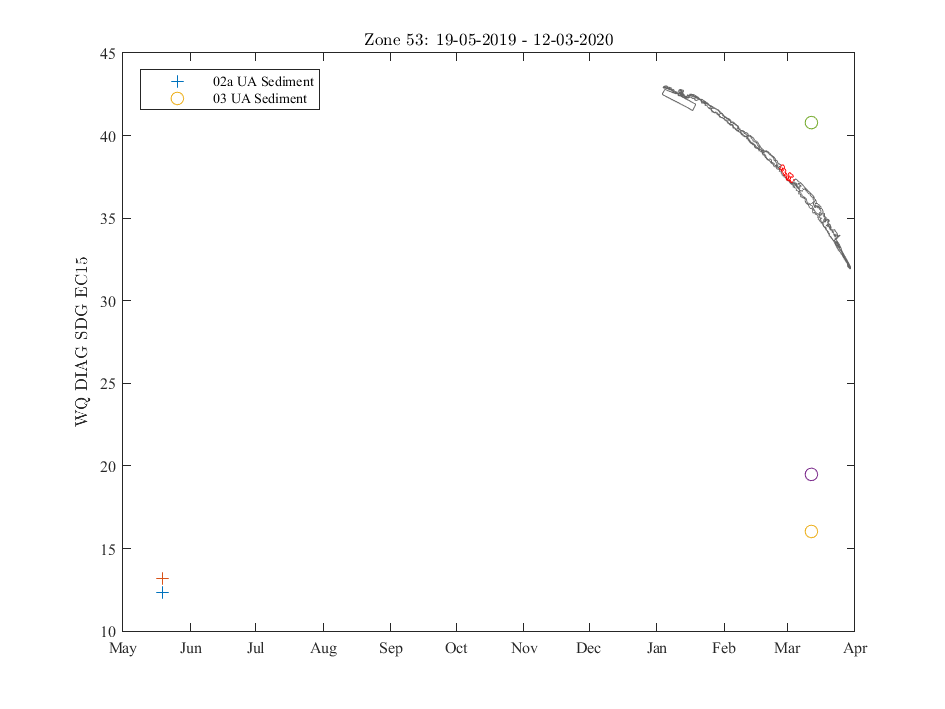 Zone 53: 19-05-2019 - 12-03-2020
45
02a UA Sediment
03 UA Sediment
40
35
30
25
20
15
10
WQ DIAG SDG EC15
May Jun Jul Aug Sep Oct Nov Dec Jan Feb Mar Apr